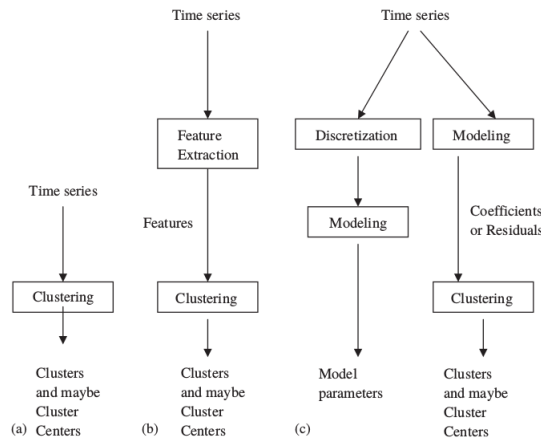 Time series
Clustering
Clusters
and maybe
Cluster
Centers
(a)
Time series
Feature
Extraction
Features
Clustering
Clusters
and maybe
Cluster
Centers
(b)
Time series
Discretization
Modeling
Model
parameters
Modeling
Coefficients
or Residuals
Clustering
Clusters
and maybe
Cluster
Centers
(c)